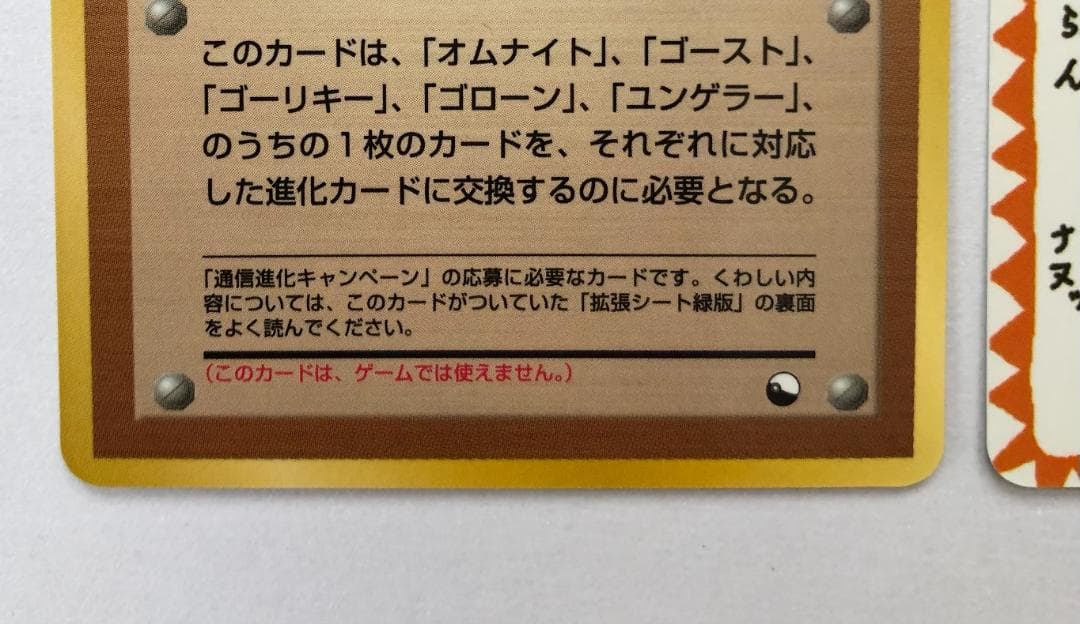 このカードは、「オムナイト」、「ゴースト」、
「ゴーリキー」、「ゴローン」、「ユンゲラー」、
のうちの1枚のカードを、それぞれに対応
した進化カードに交換するのに必要となる。
「通信進化キャンペーン」の応募に必要なカードです。くわしい内
容については、このカードがついていた「拡張シート緑版」の裏面
をよく読んでください。
(このカードは、ゲームでは使えません。)
らん